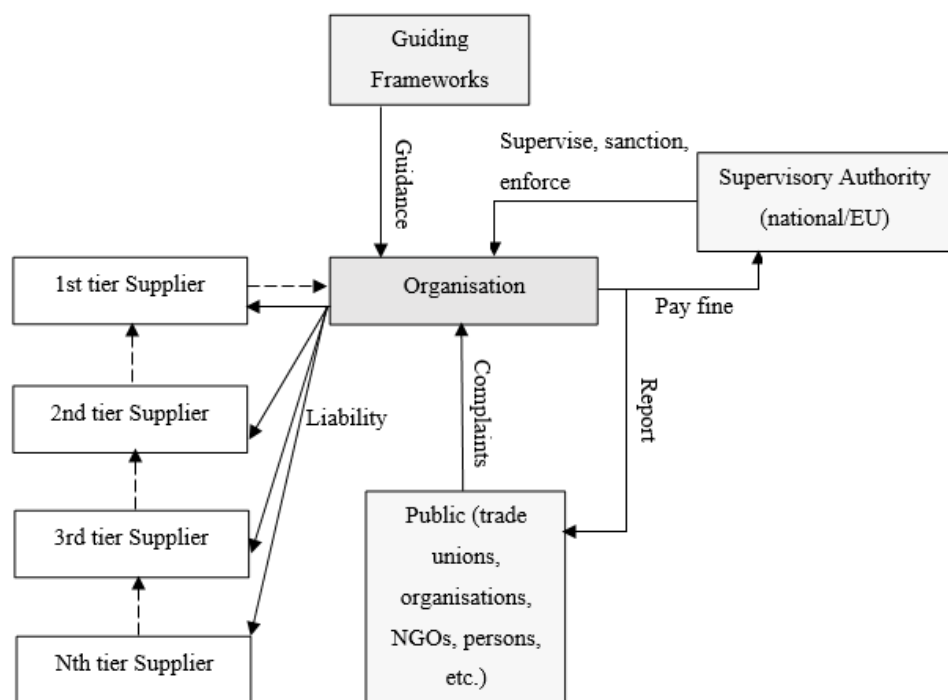 Guiding
Frameworks
Guidance
Supervise, sanction,
enforce
Supervisory Authority
(national/EU)
1st tier Supplier
Organisation
Pay fine
2nd tier Supplier
Liability
Complaints
Report
3rd tier Supplier
Public (trade
unions,
organisations,
NGOs, persons,
etc.)
Nth tier Supplier